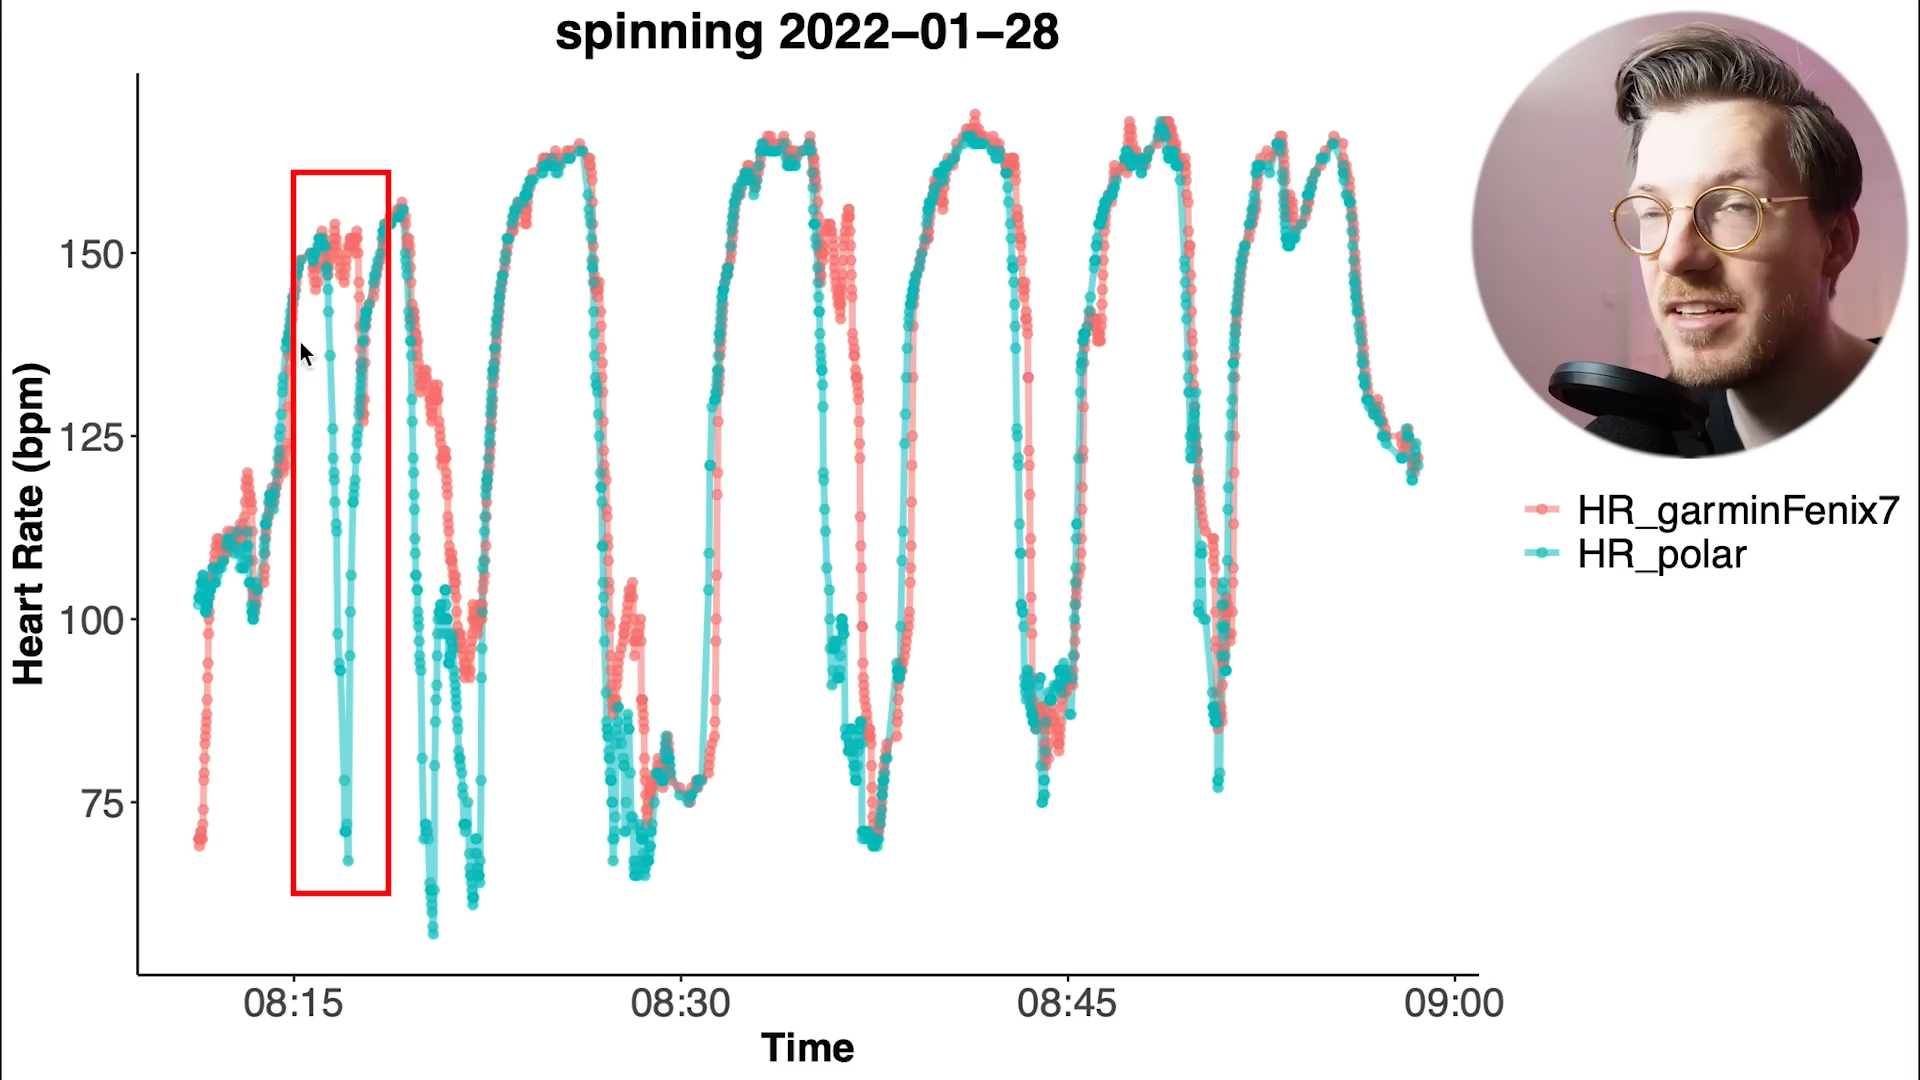 spinning 2022–01–28
Heart Rate (bpm)
150
125
100
75
HR_garminFenix7
HR_polar
08:15
08:30
08:45
09:00
Time